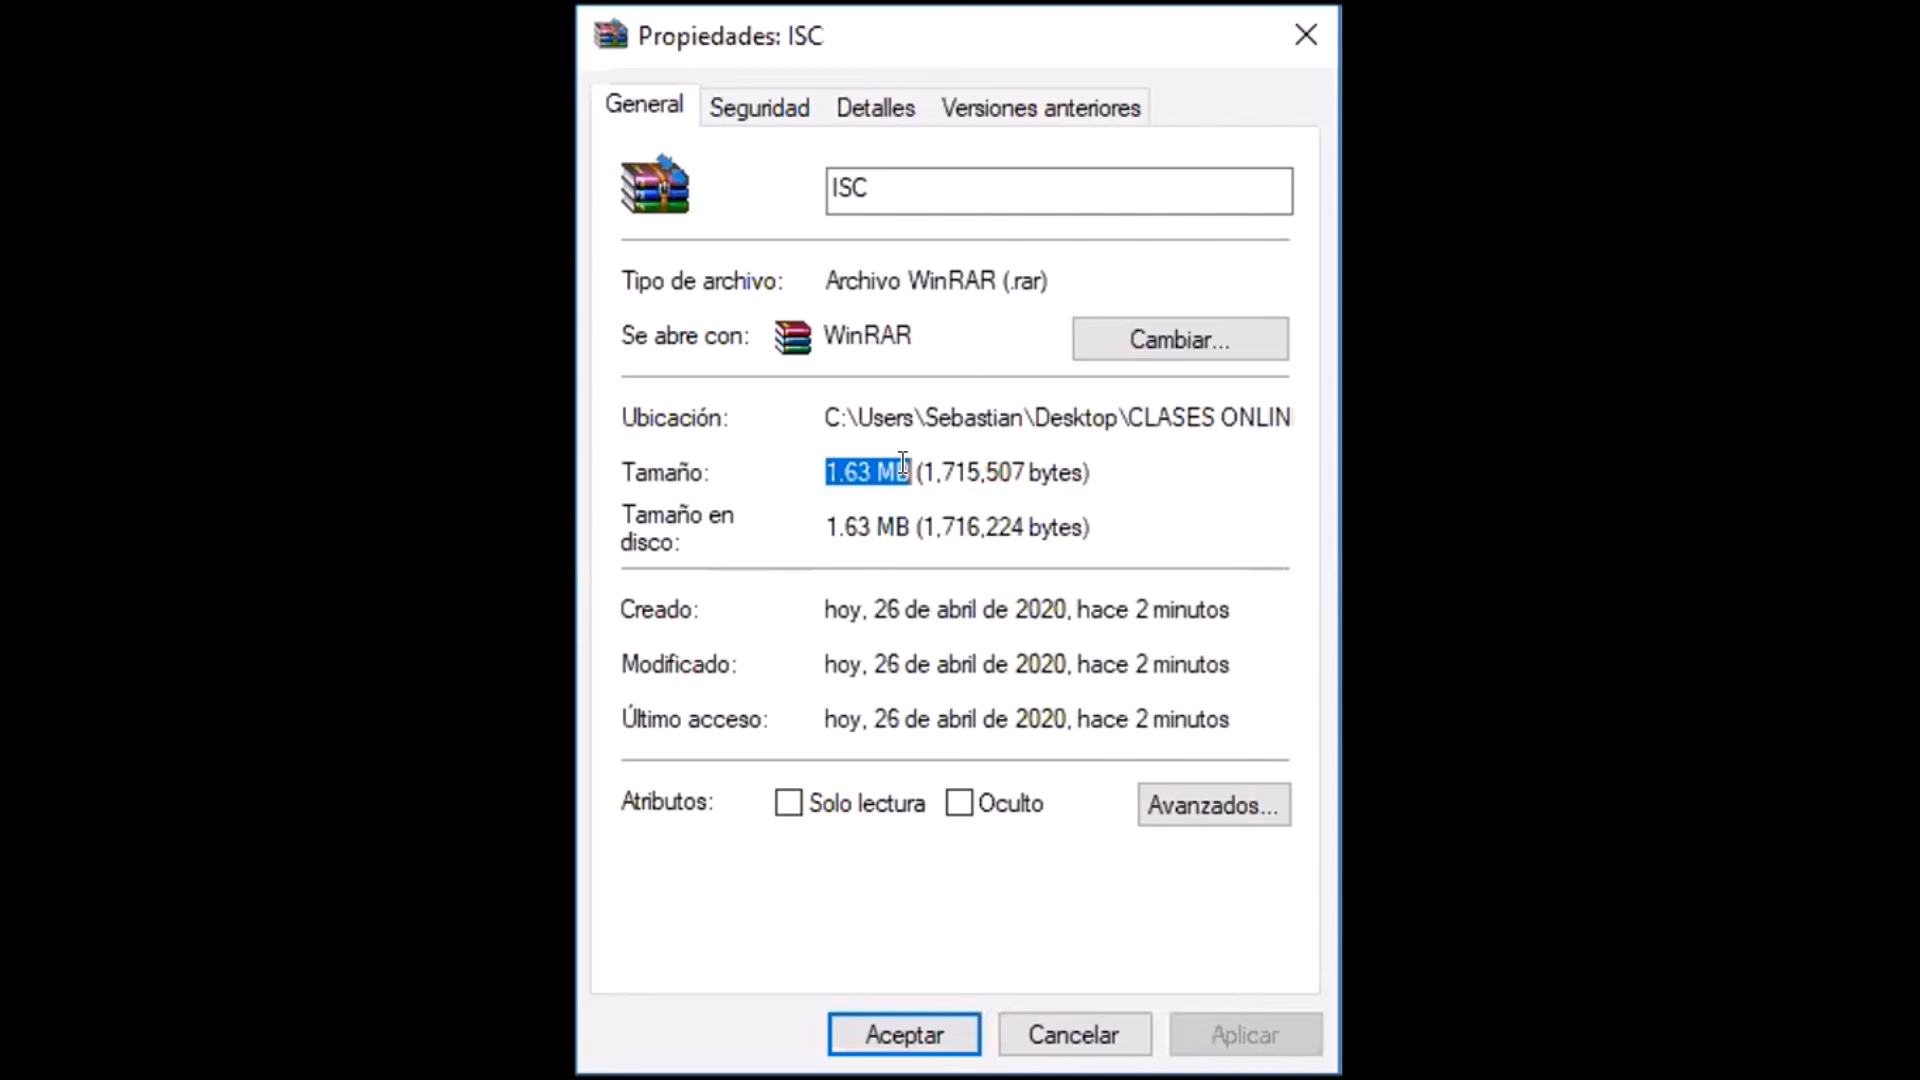 Propiedades: ISC
General Seguridad Detalles Versiones anteriores
ISC
Tipo de archivo: Archivo WinRAR (.rar)
Se abre con: WinRAR Cambiar...
Ubicación: C:\Users\Sebastian\Desktop\CLASES ONLIN
Tamaño: 1.63 MB (1,715,507 bytes)
Tamaño en
disco: 1.63 MB (1,716,224 bytes)
Creado: hoy, 26 de abril de 2020, hace 2 minutos
Modificado: hoy, 26 de abril de 2020, hace 2 minutos
Último acceso: hoy, 26 de abril de 2020, hace 2 minutos
Atributos: Solo lectura Oculto Avanzados...
Aceptar Cancelar Aplicar